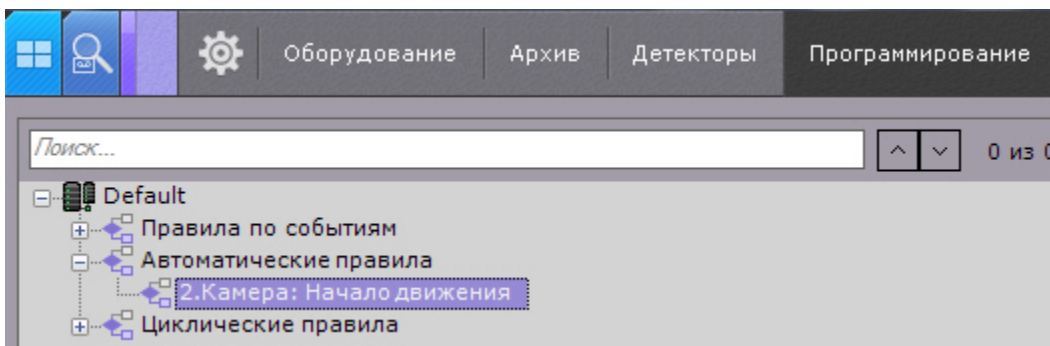 Оборудование Архив Детекторы Программирование
Поиск...
0 из
Default
Правила по событиям
Автоматические правила
2.Камера: Начало движения
Циклические правила